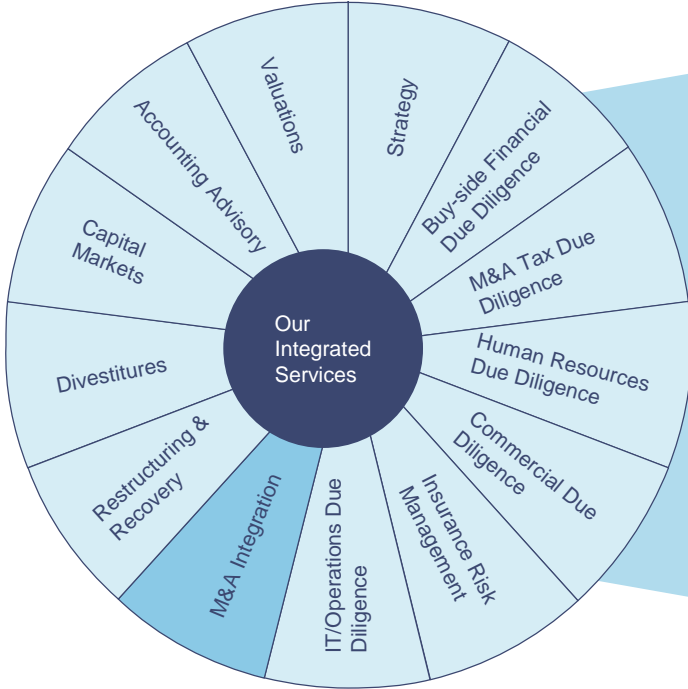 Our
Integrated
Services
Strategy
Buy-side Financial
Due Diligence
M&A Tax Due
Diligence
Human Resources
Due Diligence
Commercial Due
Diligence
Insurance Risk
Management
IT/Operations Due
Diligence
M&A Integration
Restructuring &
Recovery
Divestitures
Capital
Markets
Accounting Advisory
Valuations